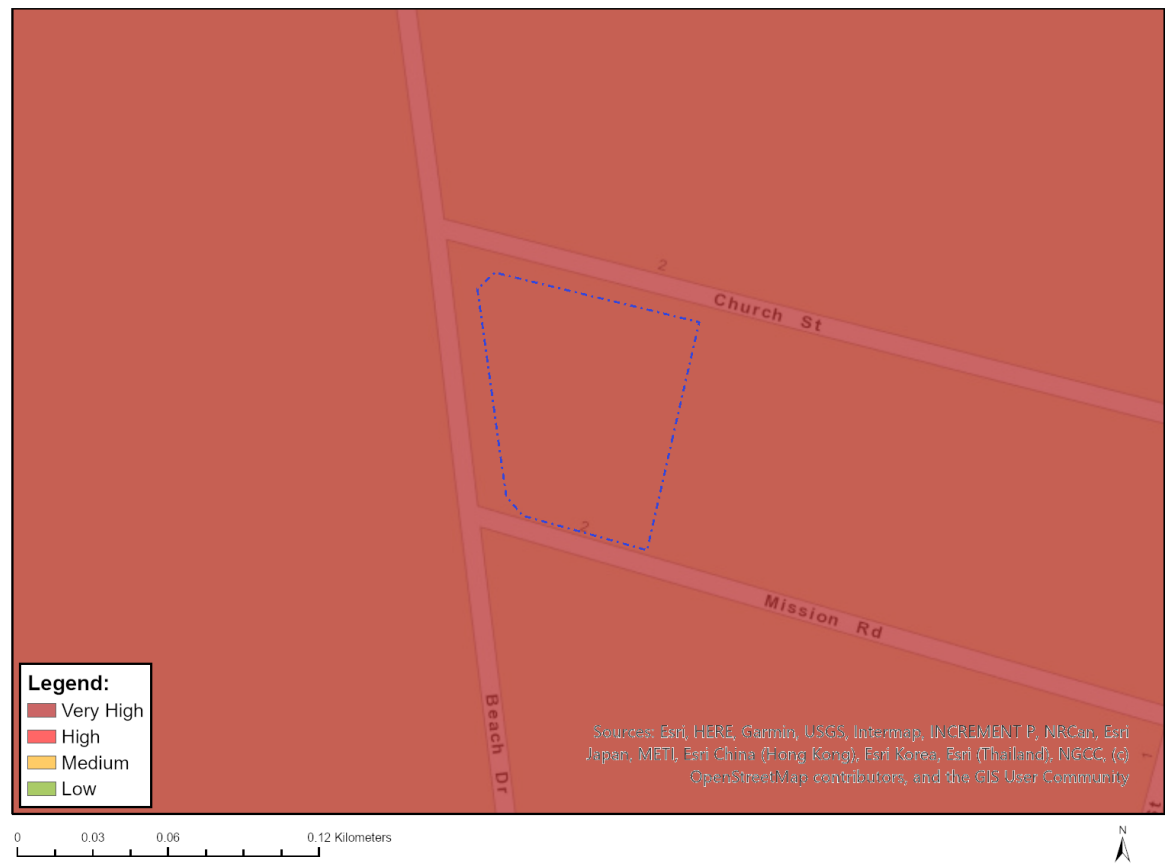 2
Church St
2
Mission Rd
Beach Dr
Legend:
Very High
High
Medium
Low
Sources: Esri, HERE, Garmin, USGS, Intermap, INCREMENT P, NRCan, Esri
Japan, METI, Esri China (Hong Kong), Esri Korea, Esri (Thailand), NGCC, (c)
OpenStreetMap contributors, and the GIS User Community
1
st
0 0.03 0.06 0.12 Kilometers
N